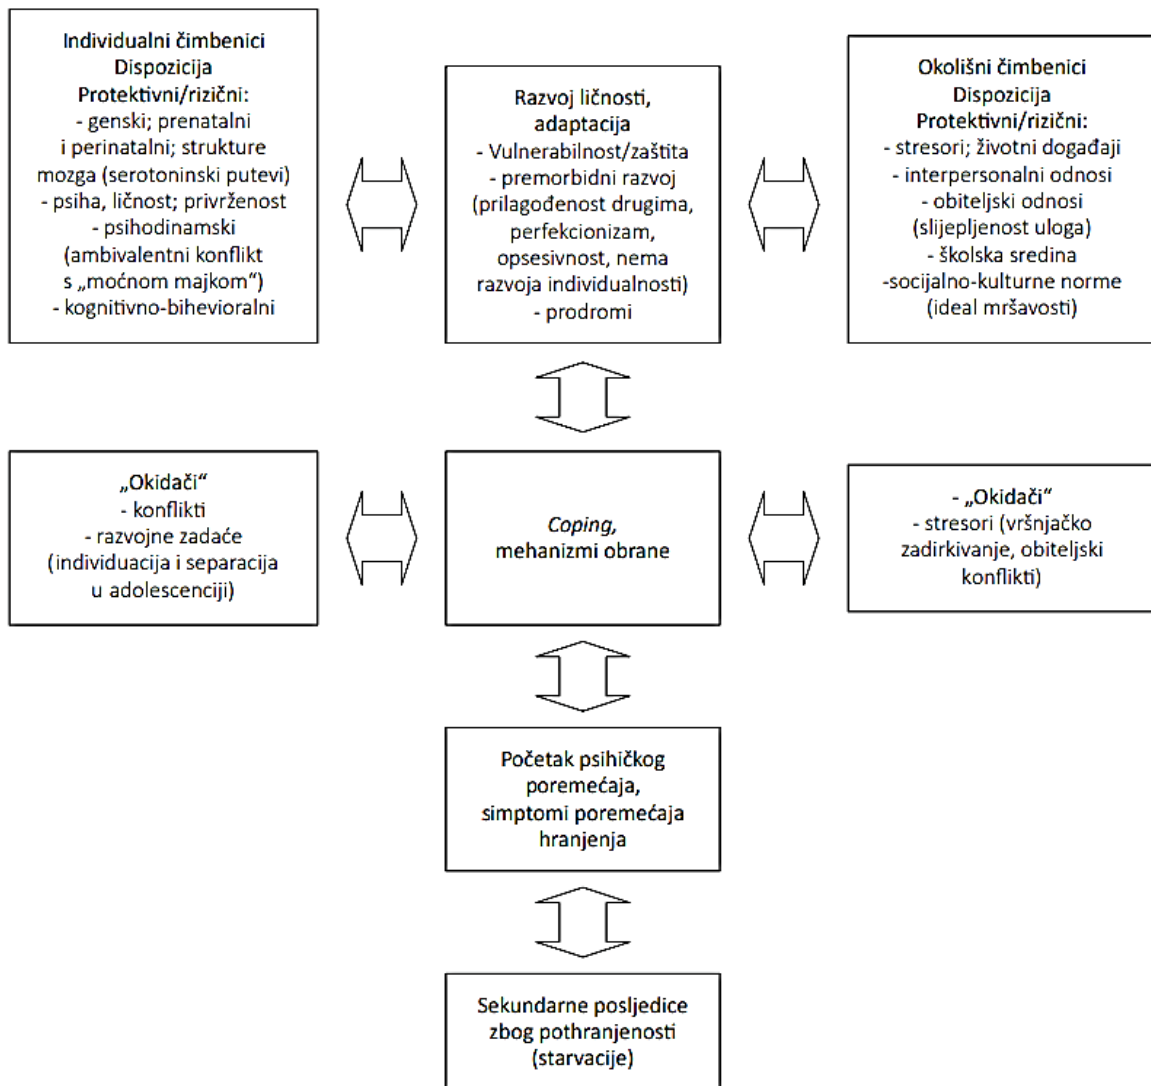 Individualni čimbenici
Dispozicija
Protektivni/rizični:
- genski; prenatalni
i perinatalni; strukture
mozga (serotoninski putevi)
- psiha, ličnost; privrženost
- psihodinamski
(ambivalentni konflikt
s „moćnom majkom“)
- kognitivno-bihevioralni
Razvoj ličnosti,
adaptacija
- Vulnerabilnost/zaštita
- premorbidni razvoj
(prilagođenost drugima,
perfekcionizam,
opsesivnost, nema
razvoja individualnosti)
- prodromi
Okolišni čimbenici
Dispozicija
Protektivni/rizični:
- stresori; životni događaji
- interpersonalni odnosi
- obiteljski odnosi
(slijepljenost uloga)
- školska sredina
-socijalno-kulturne norme
(ideal mršavosti)
„Okidači“
- konflikti
- razvojne zadaće
(individuacija i separacija
u adolescenciji)
Coping,
mehanizmi obrane
- „Okidači“
- stresori (vršnjačko
zadirkivanje, obiteljski
konflikti)
Početak psihičkog
poremećaja,
simptomi poremećaja
hranjenja
Sekundarne posljedice
zbog pothranjenosti
(starvacije)